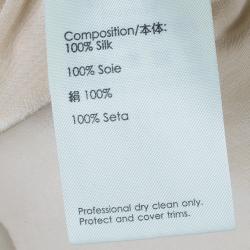 Composition/本体:
100% Silk
100% Soie
絹 100%
100% Seta
Professional dry clean only.
Protect and cover trims.